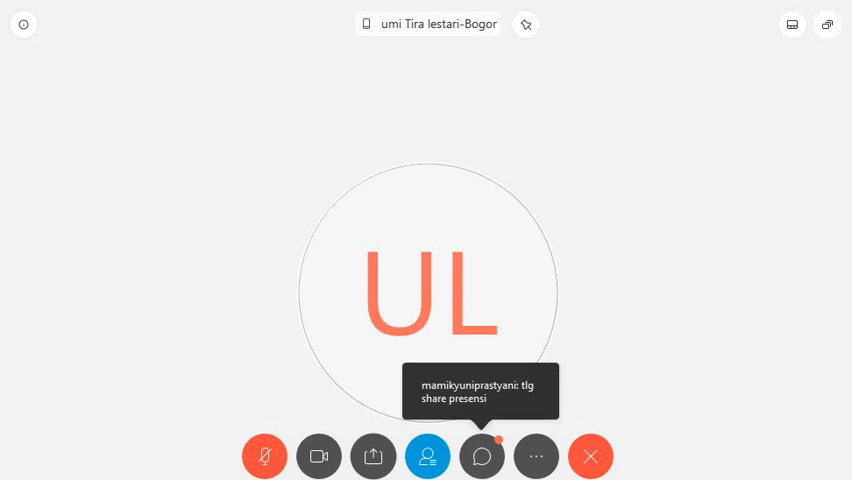 umi Tira lestari-Bogor
UL
mamikyuniprastyani: tlg
share presensi